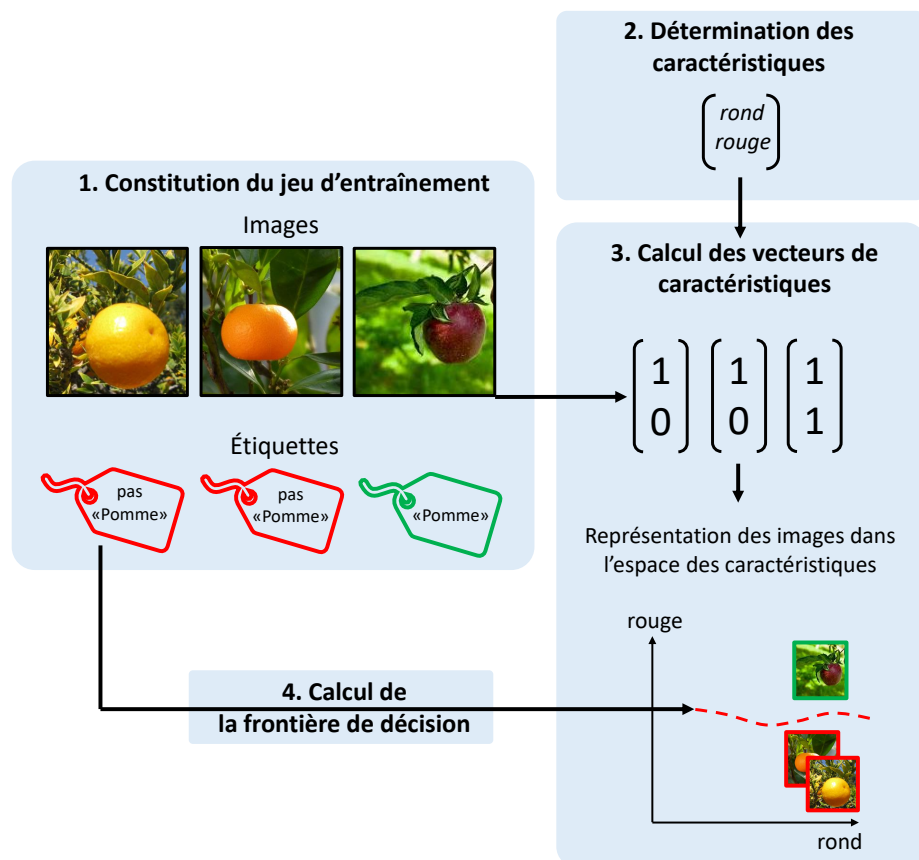 1. Constitution du jeu d’entraînement
Images
Étiquettes
pas
«Pomme»
pas
«Pomme»
«Pomme»
2. Détermination des
caractéristiques
rond
rouge
3. Calcul des vecteurs de
caractéristiques
1 1 1
0 0 1
Représentation des images dans
l’espace des caractéristiques
rouge
rond
4. Calcul de
la frontière de décision